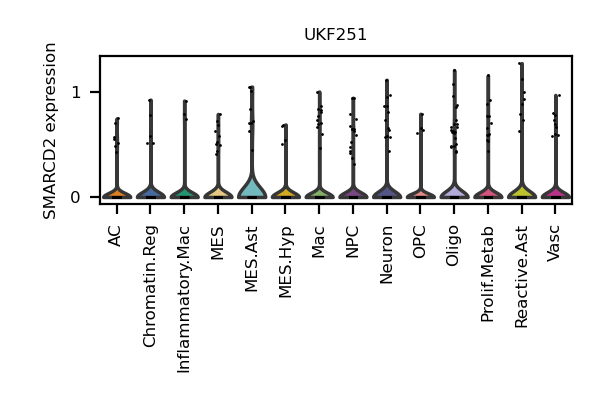 UKF251
SMARCD2 expression
1
0
AC
Chromatin.Reg
Inflammatory.Mac
MES
MES.Ast
MES.Hyp
Mac
NPC
Neuron
OPC
Oligo
Prolif.Metab
Reactive.Ast
Vasc